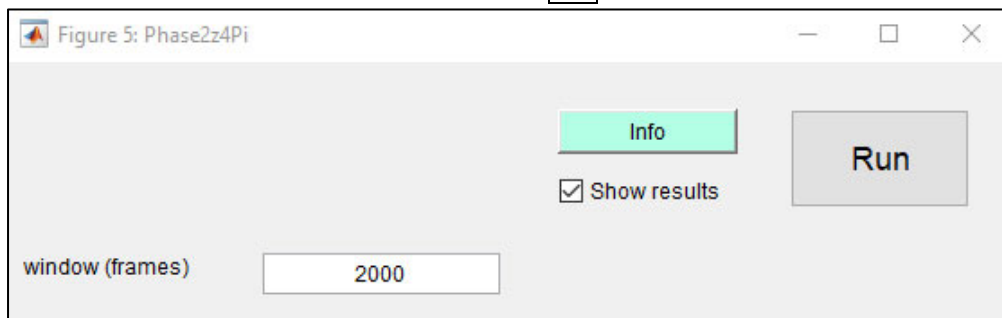 Figure 5: Phase2z4Pi
Info
Run
Show results
window (frames)
2000